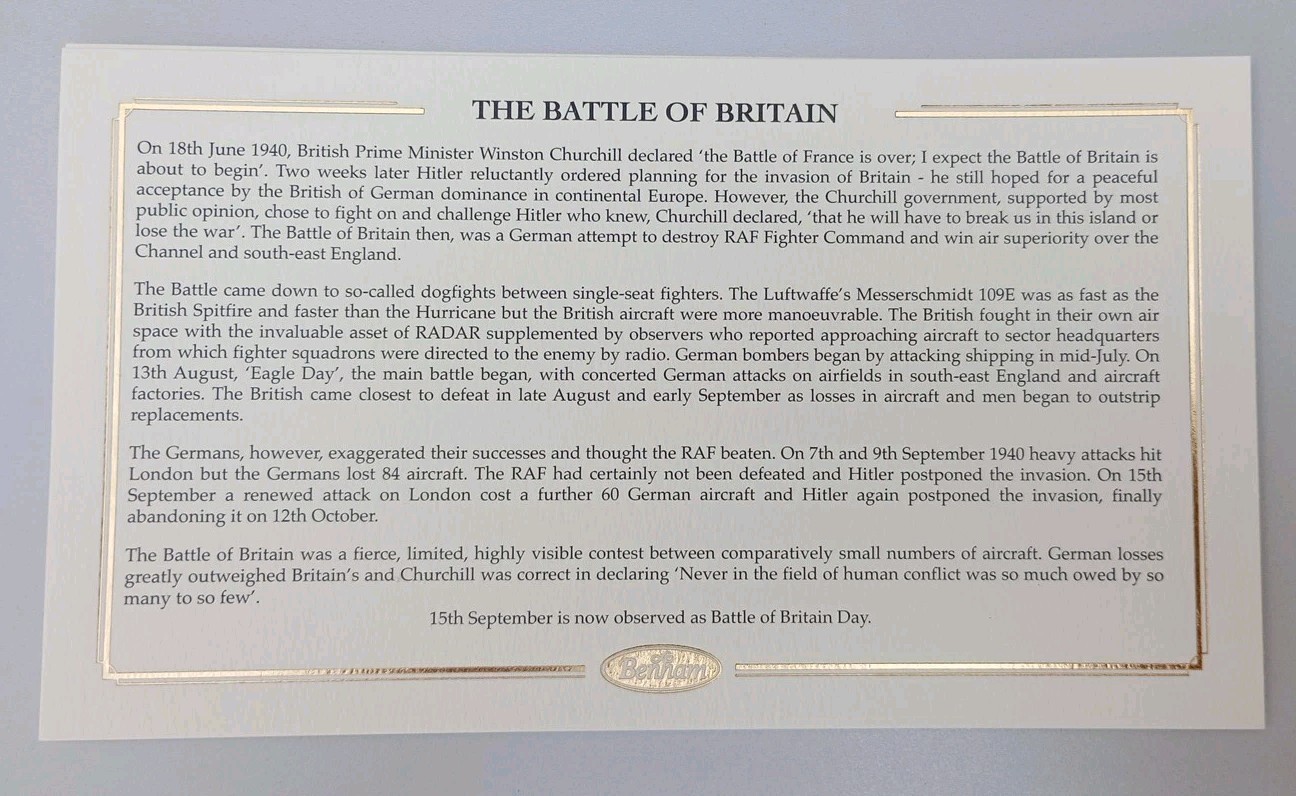 THE BATTLE OF BRITAIN
On 18th June 1940, British Prime Minister Winston Churchill declared ‘the Battle of France is over; I expect the Battle of Britain is
about to begin’. Two weeks later Hitler reluctantly ordered planning for the invasion of Britain - he still hoped for a peaceful
acceptance by the British of German dominance in continental Europe. However, the Churchill government, supported by most
public opinion, chose to fight on and challenge Hitler who knew, Churchill declared, ‘that he will have to break us in this island or
lose the war’. The Battle of Britain then, was a German attempt to destroy RAF Fighter Command and win air superiority over the
Channel and south-east England.
The Battle came down to so-called dogfights between single-seat fighters. The Luftwaffe’s Messerschmidt 109E was as fast as the
British Spitfire and faster than the Hurricane but the British aircraft were more manoeuvrable. The British fought in their own air
space with the invaluable asset of RADAR supplemented by observers who reported approaching aircraft to sector headquarters
from which fighter squadrons were directed to the enemy by radio. German bombers began by attacking shipping in mid-July. On
13th August, ‘Eagle Day’, the main battle began, with concerted German attacks on airfields in south-east England and aircraft
factories. The British came closest to defeat in late August and early September as losses in aircraft and men began to outstrip
replacements.
The Germans, however, exaggerated their successes and thought the RAF beaten. On 7th and 9th September 1940 heavy attacks hit
London but the Germans lost 84 aircraft. The RAF had certainly not been defeated and Hitler postponed the invasion. On 15th
September a renewed attack on London cost a further 60 German aircraft and Hitler again postponed the invasion, finally
abandoning it on 12th October.
The Battle of Britain was a fierce, limited, highly visible contest between comparatively small numbers of aircraft. German losses
greatly outweighed Britain’s and Churchill was correct in declaring ‘Never in the field of human conflict was so much owed by so
many to so few’.
15th September is now observed as Battle of Britain Day.
Benham